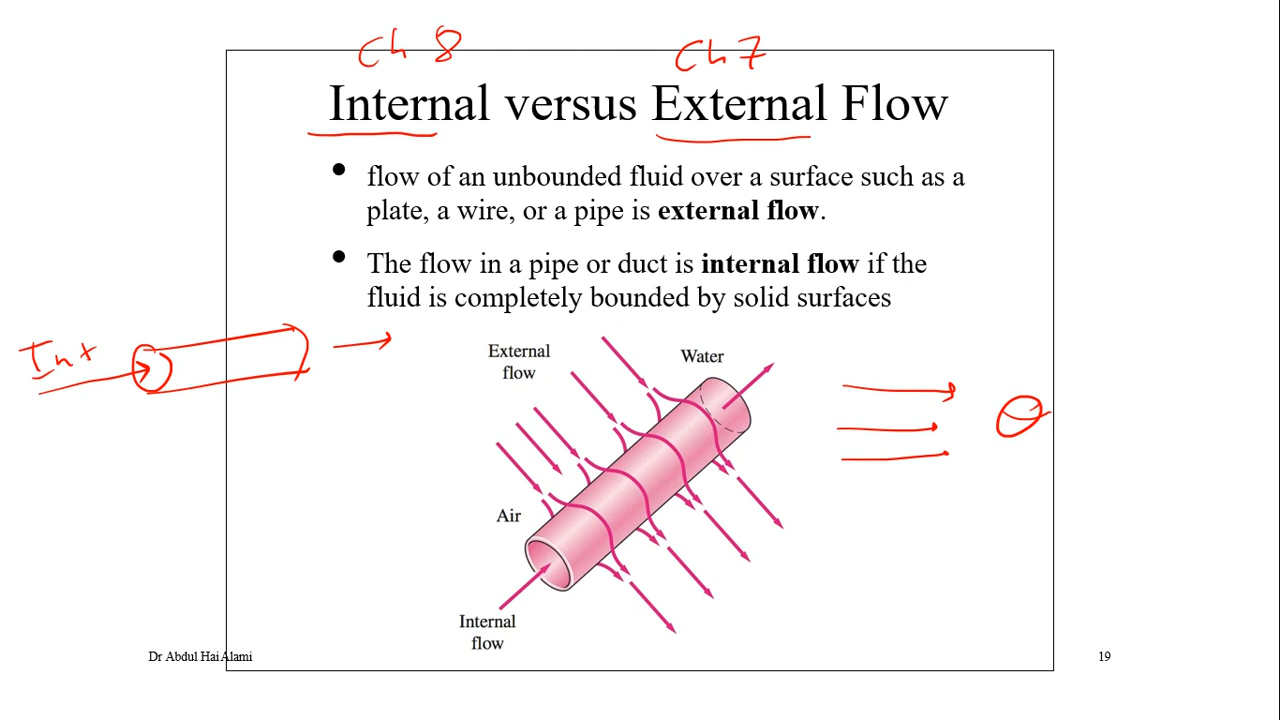 Ch 8
Ch 7
Internal versus External Flow
• flow of an unbounded fluid over a surface such as a
plate, a wire, or a pipe is external flow.
• The flow in a pipe or duct is internal flow if the
fluid is completely bounded by solid surfaces
Int
External
flow
Water
Air
Internal
flow
Dr Abdul Hai Alami
19